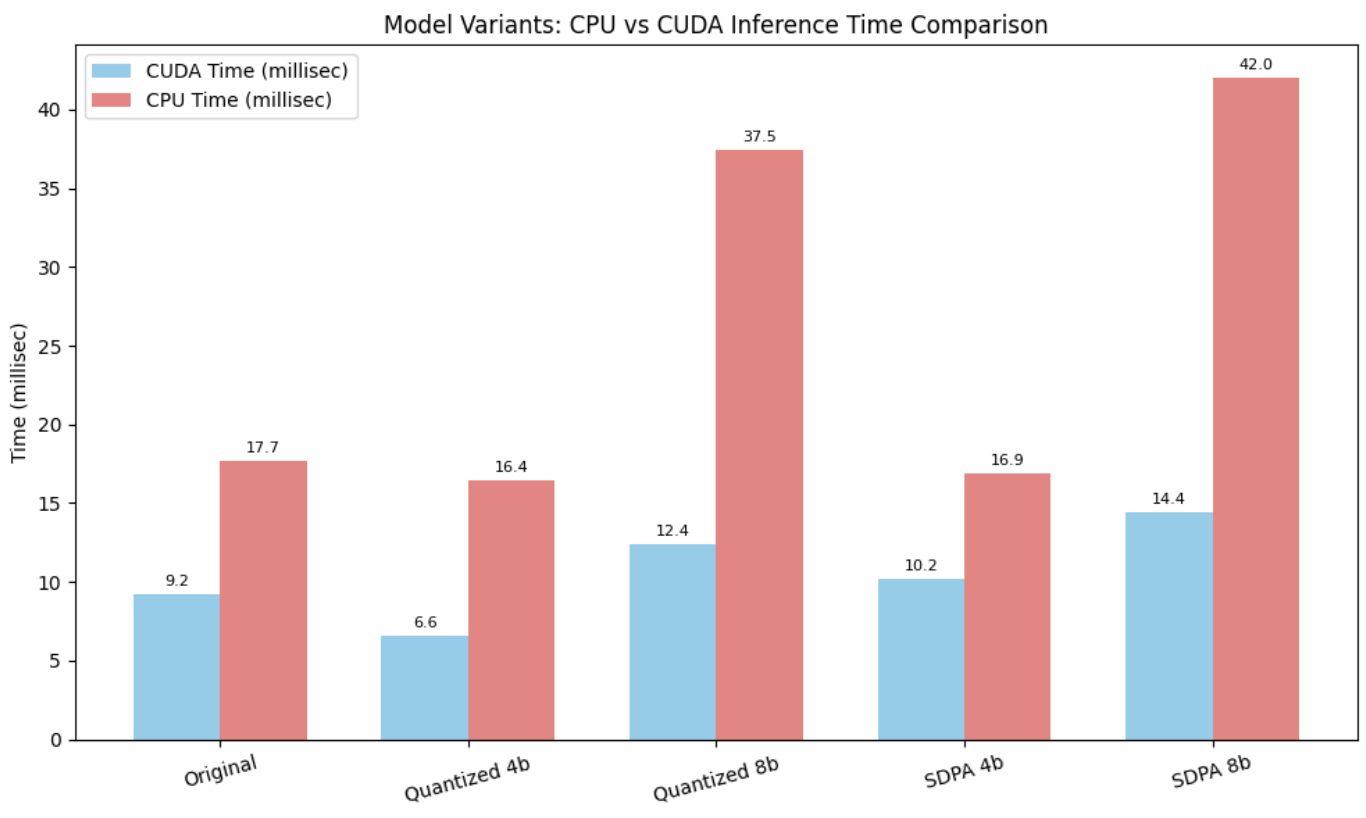 Model Variants: CPU vs CUDA Inference Time Comparison
CUDA Time (millisec)
CPU Time (millisec)
Time (millisec)
40
35
30
25
20
15
10
5
0
9.2
17.7
6.6
16.4
12.4
37.5
10.2
16.9
14.4
42.0
Original
Quantized 4b
Quantized 8b
SDPA 4b
SDPA 8b